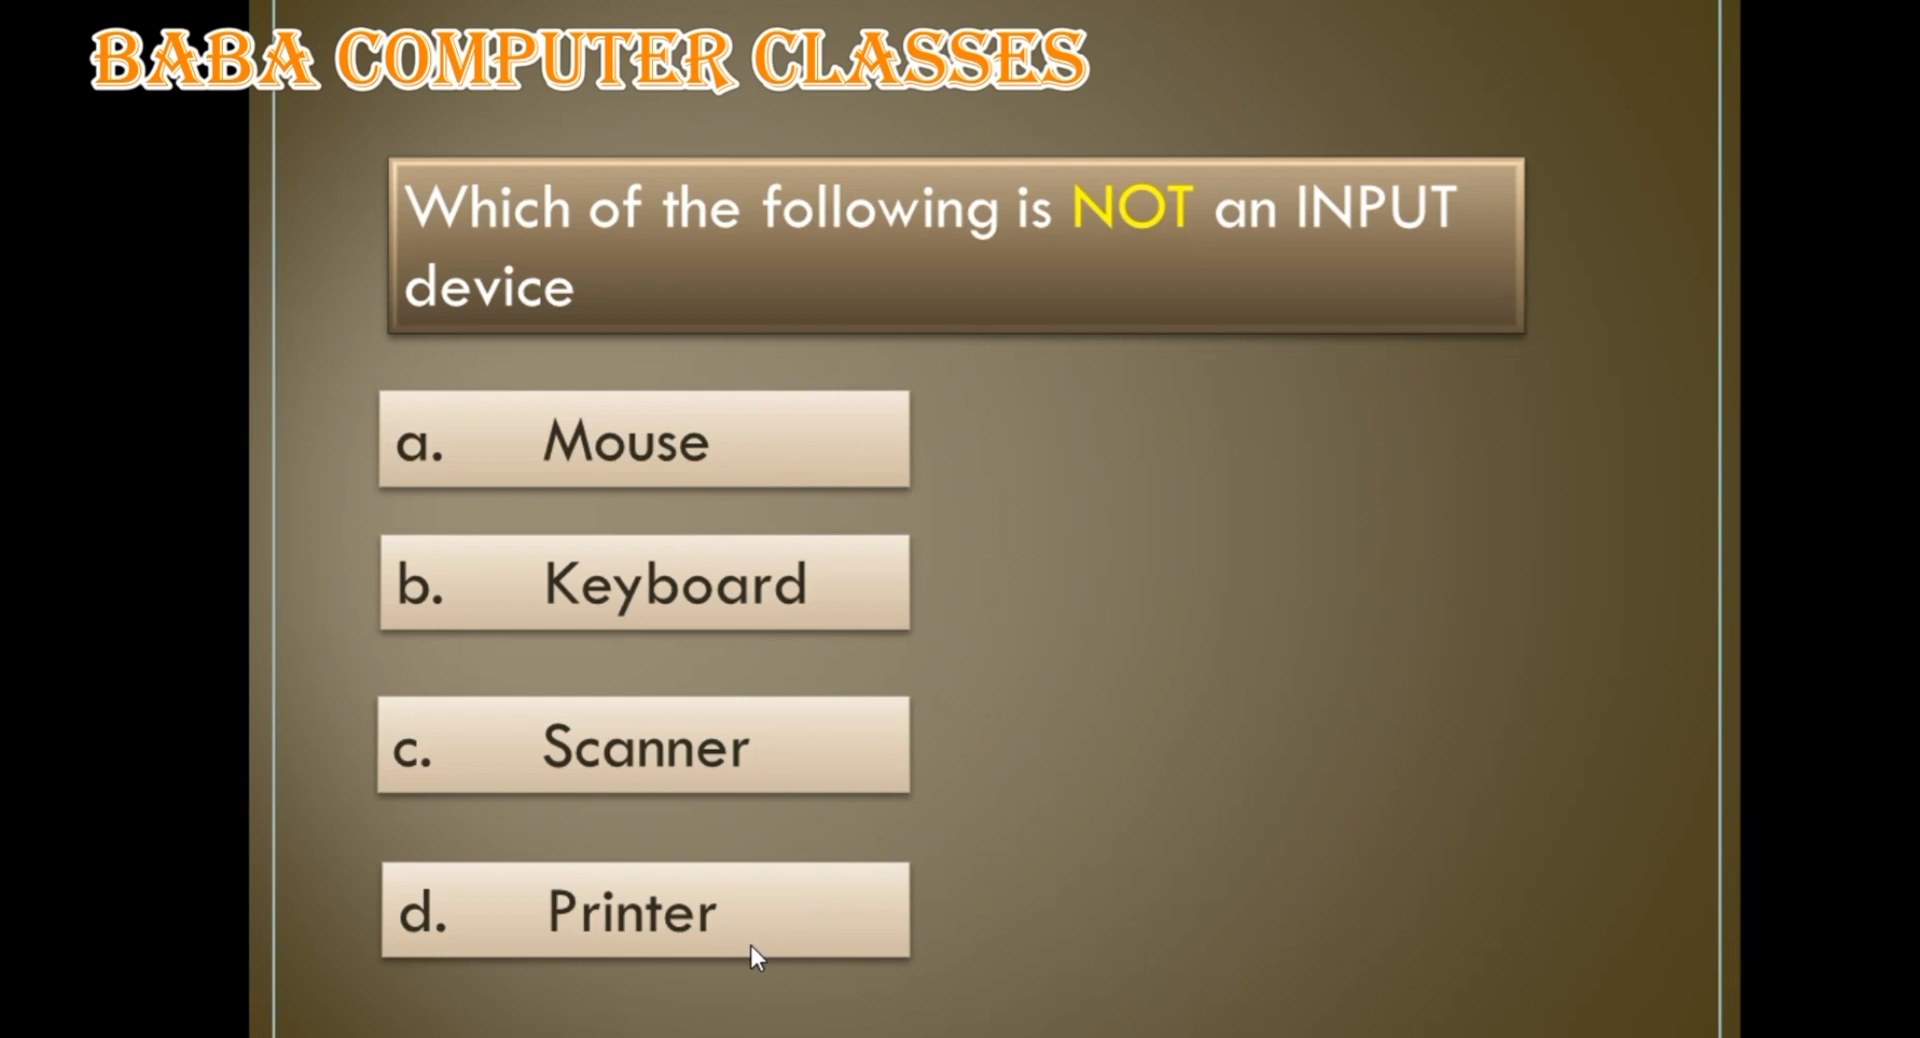 BABA COMPUTER CLASSES
Which of the following is NOT an INPUT
device
a. Mouse
b. Keyboard
c. Scanner
d. Printer